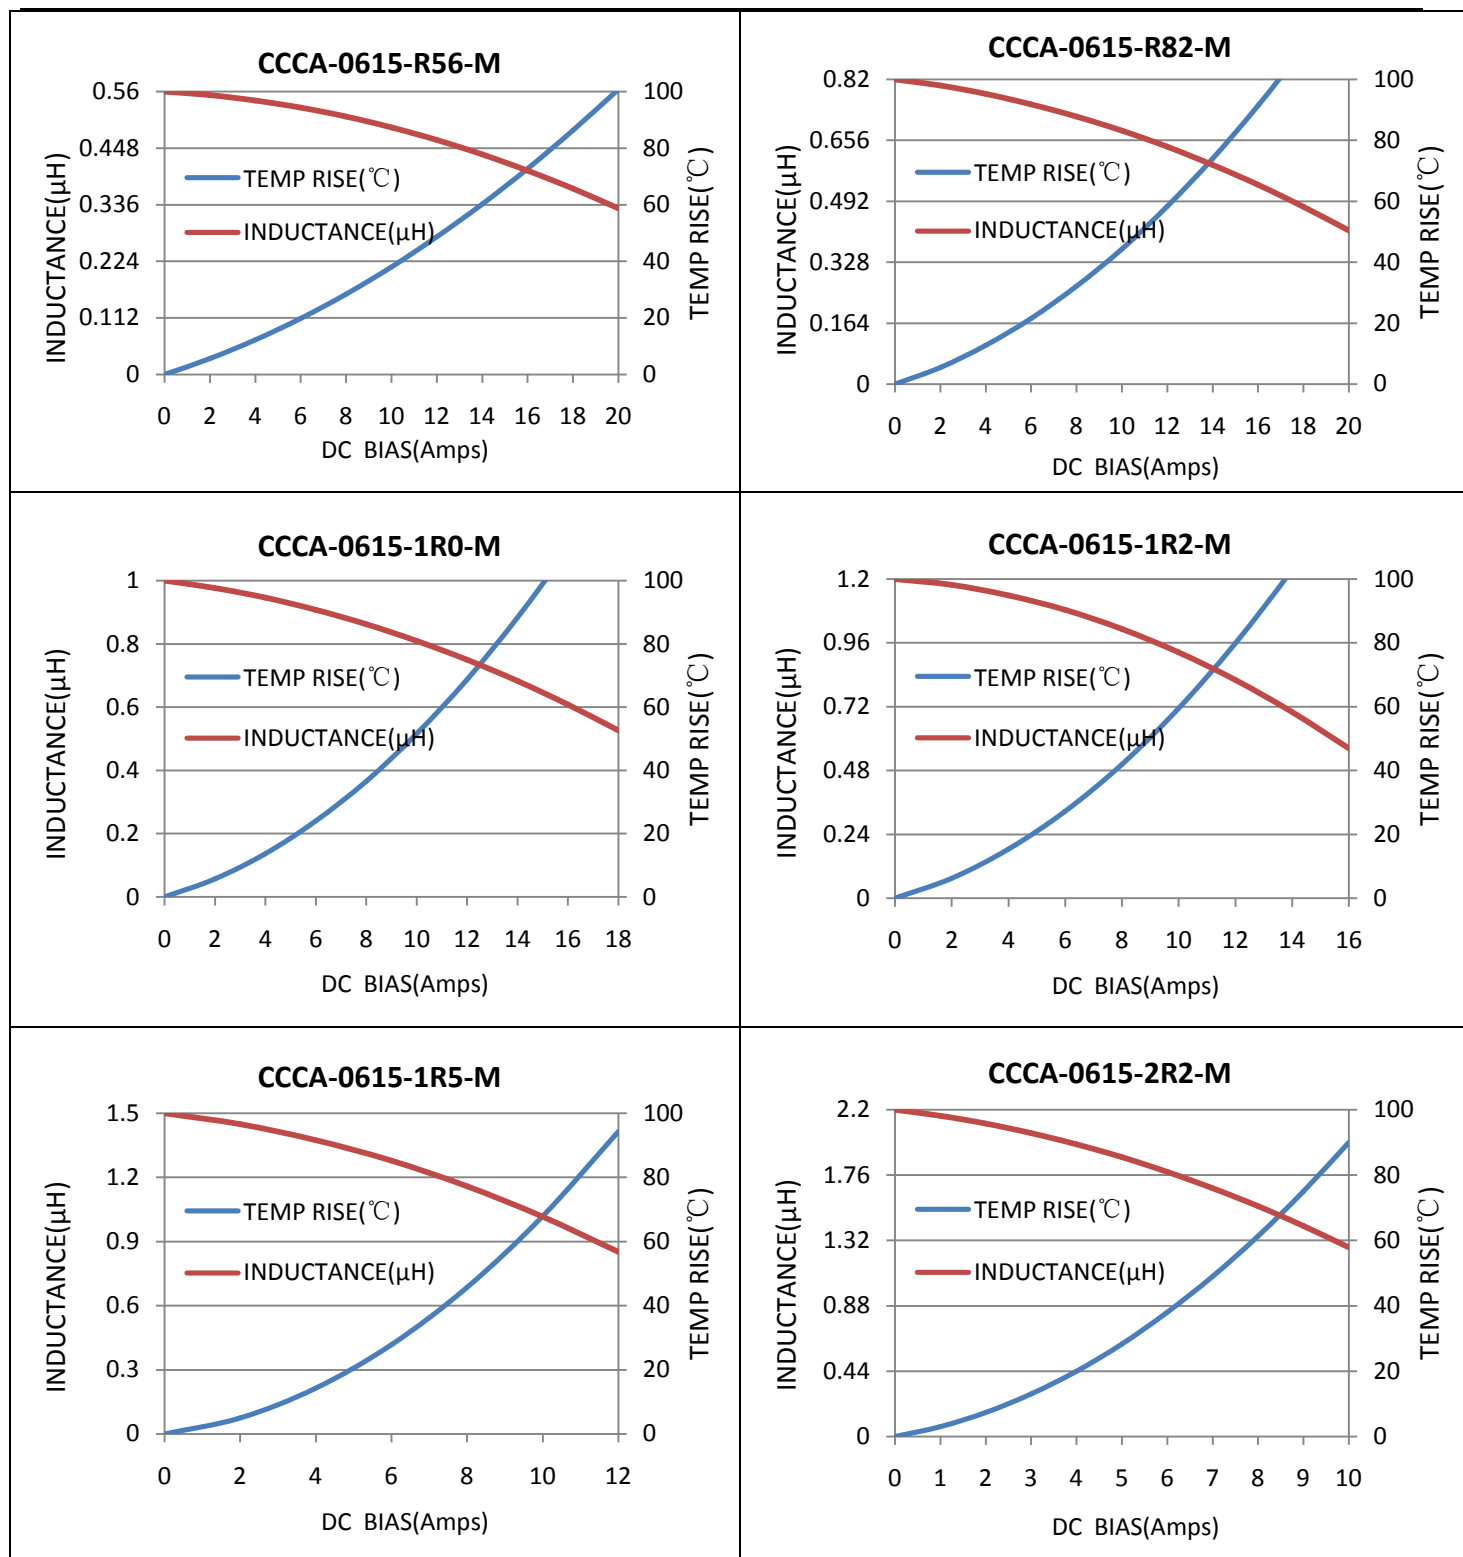 CCCA-0615-R56-M
INDUCTANCE(μH)
0.56
0.448
0.336
0.224
0.112
0
TEMP RISE(℃)
INDUCTANCE(μH)
100
80
60
40
20
0
TEMP RISE(℃)
0 2 4 6 8 10 12 14 16 18 20
DC BIAS(Amps)
CCCA-0615-R82-M
INDUCTANCE(μH)
0.82
0.656
0.492
0.328
0.164
0
TEMP RISE(℃)
INDUCTANCE(μH)
100
80
60
40
20
0
TEMP RISE(℃)
0 2 4 6 8 10 12 14 16 18 20
DC BIAS(Amps)
CCCA-0615-1R0-M
INDUCTANCE(μH)
1
0.8
0.6
0.4
0.2
0
TEMP RISE(℃)
INDUCTANCE(μH)
100
80
60
40
20
0
TEMP RISE(℃)
0 2 4 6 8 10 12 14 16 18
DC BIAS(Amps)
CCCA-0615-1R2-M
INDUCTANCE(μH)
1.2
0.96
0.72
0.48
0.24
0
TEMP RISE(℃)
INDUCTANCE(μH)
100
80
60
40
20
0
TEMP RISE(℃)
0 2 4 6 8 10 12 14 16
DC BIAS(Amps)
CCCA-0615-1R5-M
INDUCTANCE(μH)
1.5
1.2
0.9
0.6
0.3
0
TEMP RISE(℃)
INDUCTANCE(μH)
100
80
60
40
20
0
TEMP RISE(℃)
0 2 4 6 8 10 12
DC BIAS(Amps)
CCCA-0615-2R2-M
INDUCTANCE(μH)
2.2
1.76
1.32
0.88
0.44
0
TEMP RISE(℃)
INDUCTANCE(μH)
100
80
60
40
20
0
TEMP RISE(℃)
0 1 2 3 4 5 6 7 8 9 10
DC BIAS(Amps)